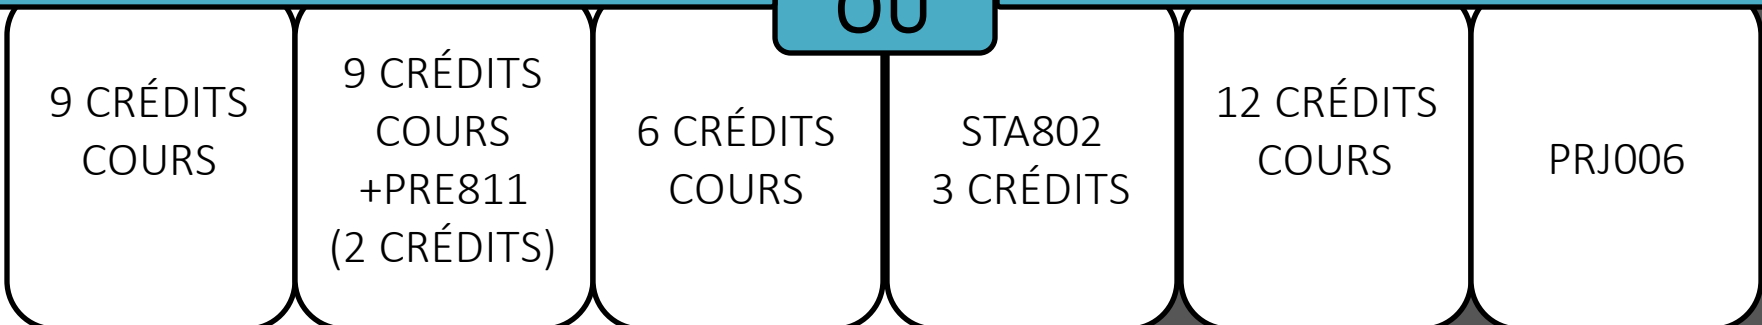 OU
9 CRÉDITS
COURS
9 CRÉDITS
COURS
+PRE811
(2 CRÉDITS)
6 CRÉDITS
COURS
STA802
3 CRÉDITS
12 CRÉDITS
COURS
PRJ006